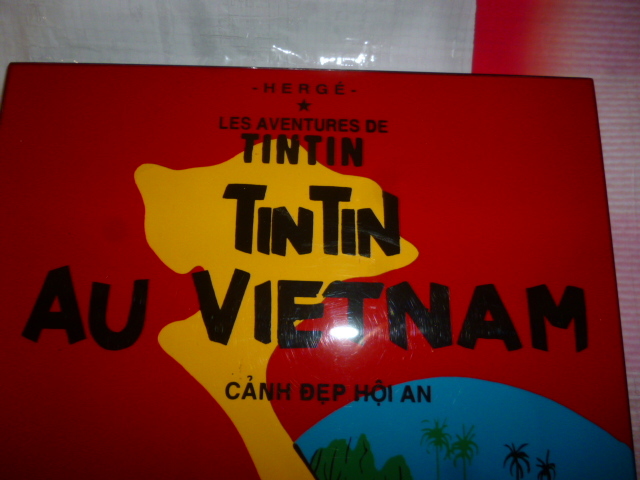 -HERGÉ-
LES AVENTURES DE
TINTIN
TINTIN
AU VIETNAM
CẢNH ĐẸP HỘI AN